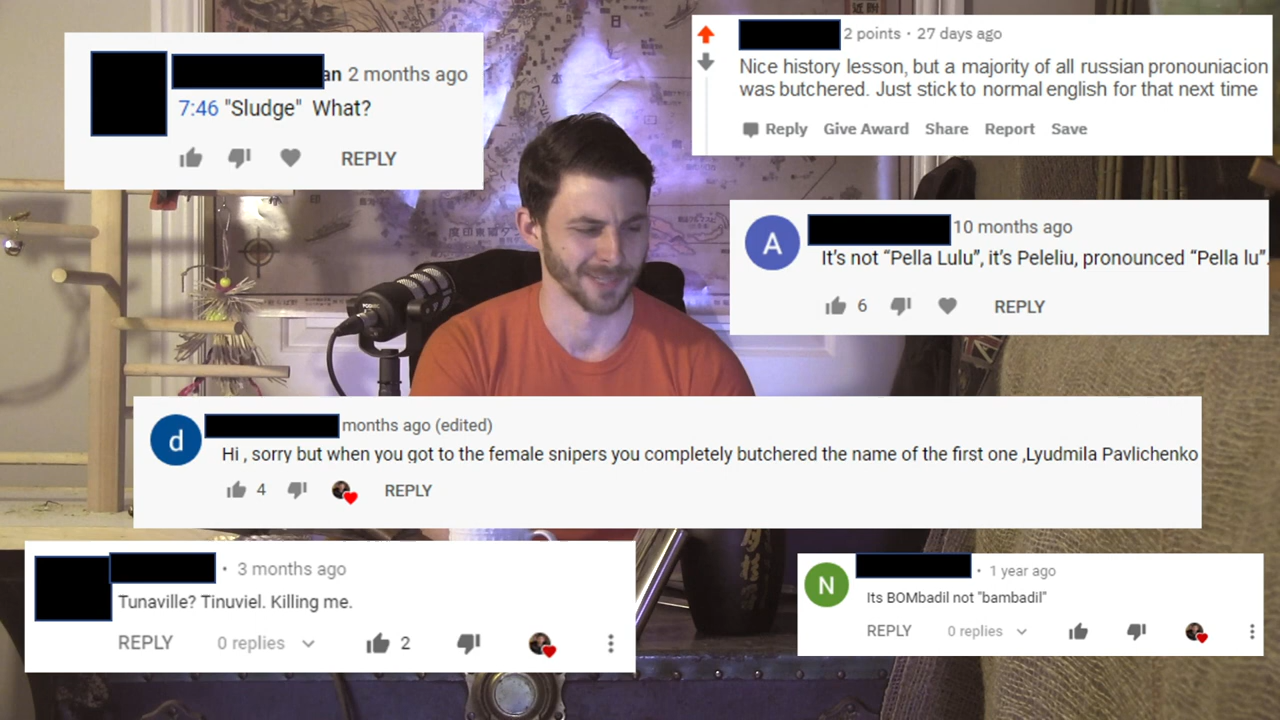 an 2 months ago
7:46 "Sludge" What?
REPLY
2 points · 27 days ago
Nice history lesson, but a majority of all russian pronouniacion
was butchered. Just stick to normal english for that next time
Reply Give Award Share Report Save
A
10 months ago
It's not "Pella Lulu", it's Peleliu, pronounced "Pella lu".
6 REPLY
d
months ago (edited)
Hi , sorry but when you got to the female snipers you completely butchered the name of the first one ,Lyudmila Pavlichenko
4 REPLY
· 3 months ago
Tunaville? Tinuviel. Killing me.
REPLY 0 replies 2
N
· 1 year ago
Its BOMbadil not "bambadil"
REPLY 0 replies